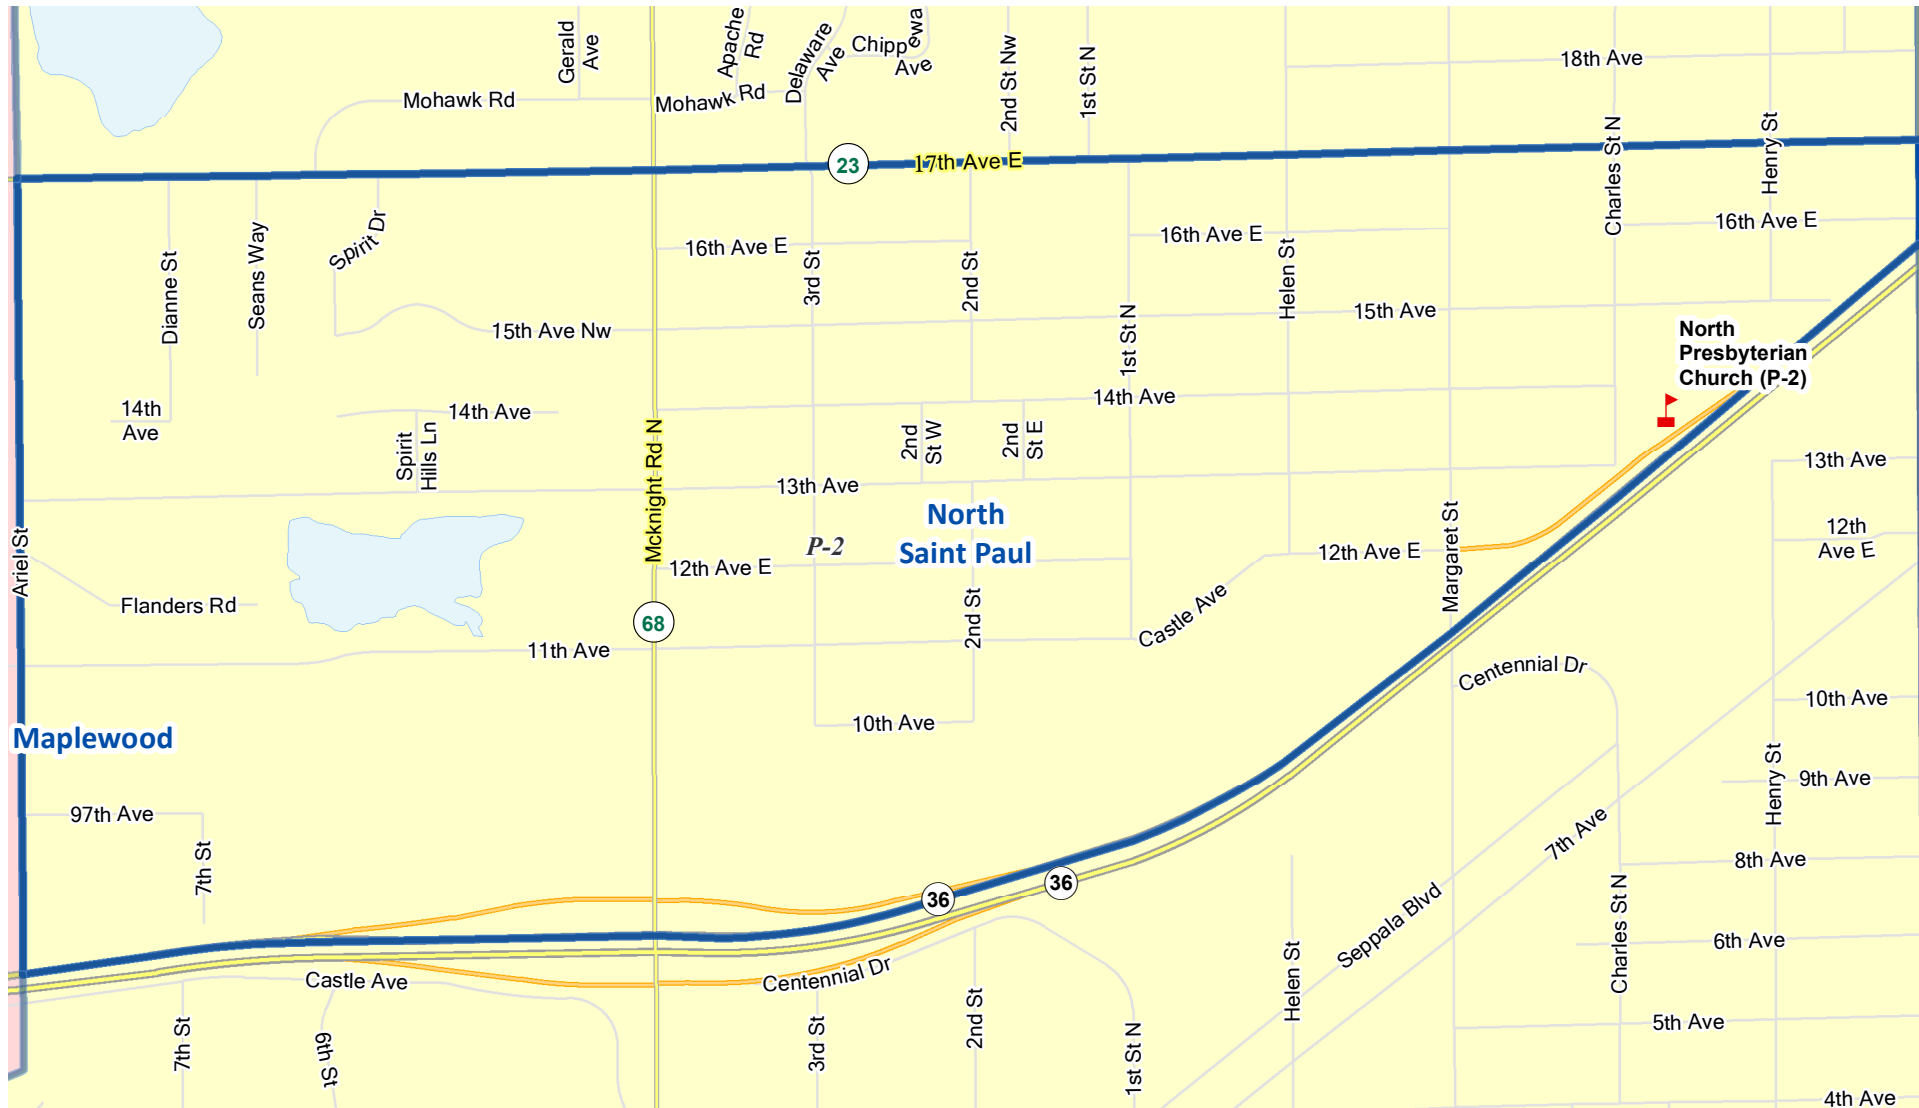 Gerald
Ave
Apache
Rd
Delaware
Ave
Chippewa
Ave
2nd St Nw
1st St N
18th Ave
Mohawk Rd
Mohawk Rd
23
17th Ave E
Charles St N
Henry St
Dianne St
Seans Way
Spirit Dr
16th Ave E
3rd St
2nd St
16th Ave E
Helen St
16th Ave E
15th Ave Nw
1st St N
15th Ave
North
Presbyterian
Church (P-2)
14th
Ave
14th Ave
Spirit
Hills Ln
Mcknight Rd N
2nd
St W
2nd
St E
14th Ave
13th Ave
13th Ave
North
Saint Paul
P-2
12th Ave E
12th Ave E
Margaret St
12th
Ave E
Ariel St
Flanders Rd
68
2nd St
Castle Ave
11th Ave
Centennial Dr
10th Ave
10th Ave
Maplewood
97th Ave
7th St
Henry St
9th Ave
7th Ave
8th Ave
36
36
Seppala Blvd
Charles St N
6th Ave
Castle Ave
Centennial Dr
Helen St
7th St
6th St
3rd St
2nd St
1st St N
5th Ave
4th Ave